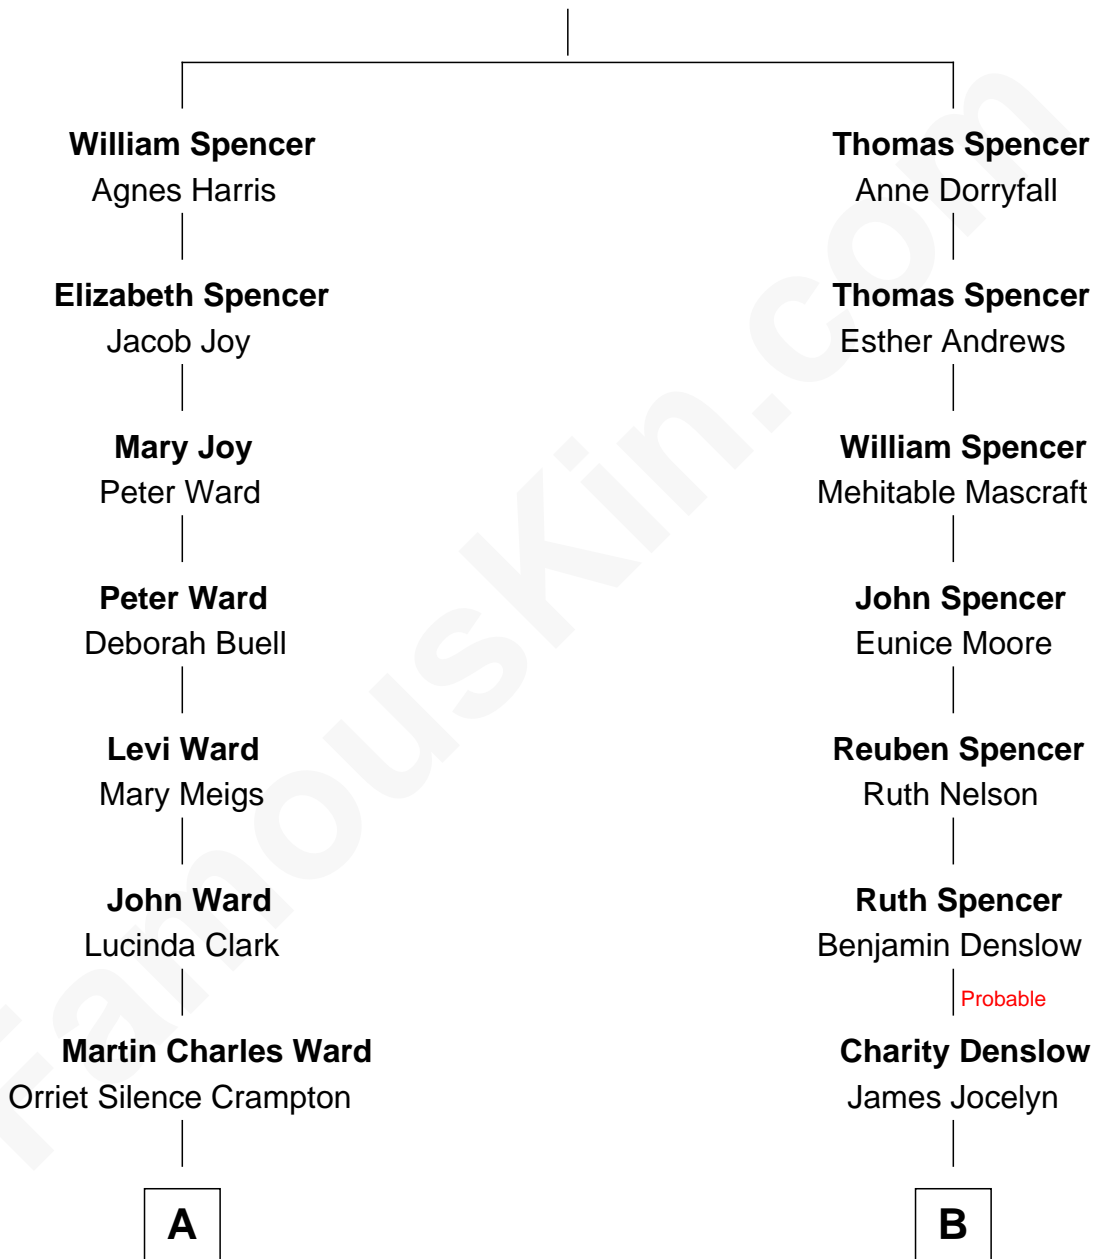 William Spencer
Agnes Harris
Elizabeth Spencer
Jacob Joy
Mary Joy
Peter Ward
Peter Ward
Deborah Buell
Levi Ward
Mary Meigs
John Ward
Lucinda Clark
Martin Charles Ward
Orriet Silence Crampton
A
Thomas Spencer
Anne Dorryfall
Thomas Spencer
Esther Andrews
William Spencer
Mehitable Mascraft
John Spencer
Eunice Moore
Reuben Spencer
Ruth Nelson
Ruth Spencer
Benjamin Denslow
Probable
Charity Denslow
James Jocelyn
B
FamousKin.com